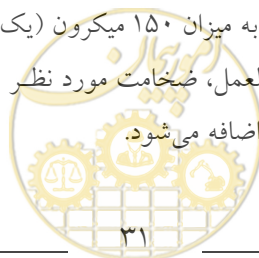 به میزان ۱۵۰ میکرون (یک
لعمل، ضخامت مورد نظر
اضافه می‌شود.
۳۱